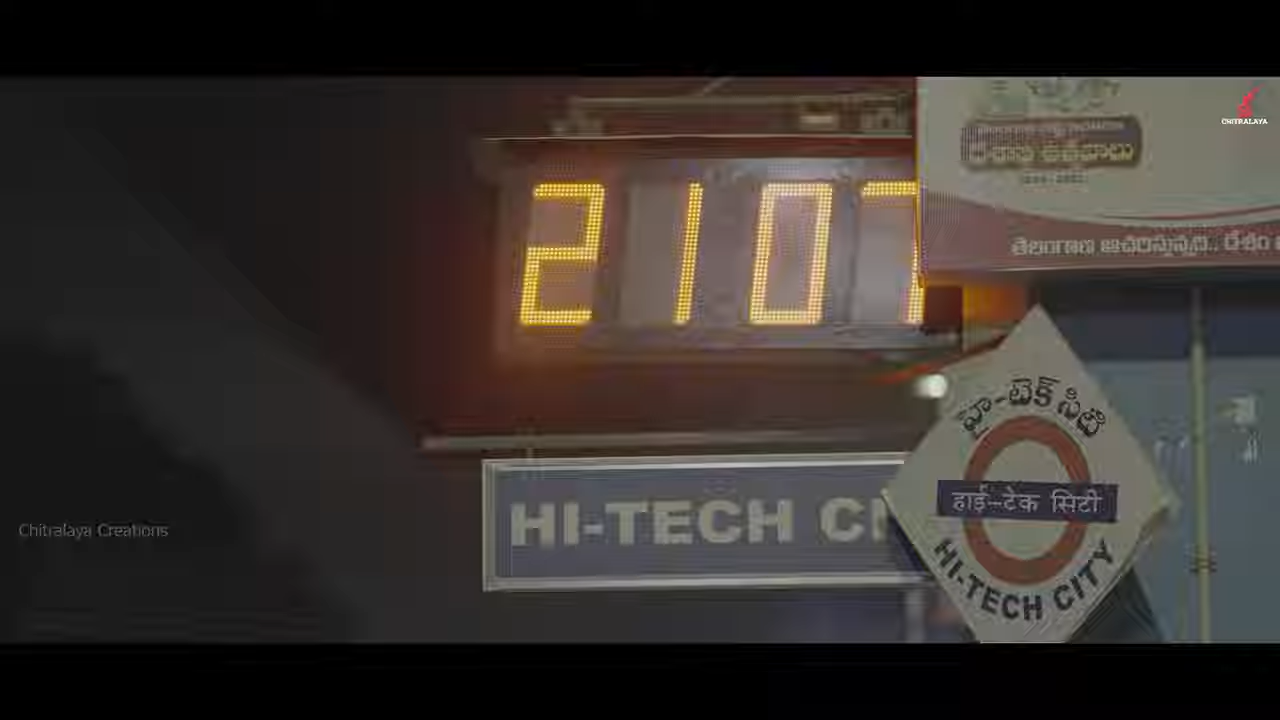 2107
CHITRALAYA
తెలంగాణ ఆచరిస్తున్నది.. దేశం
హై-టెక్ సిటి
हाई-टेक सिटी
HI-TECH CITY
HI-TECH CI
Chitralaya Creations